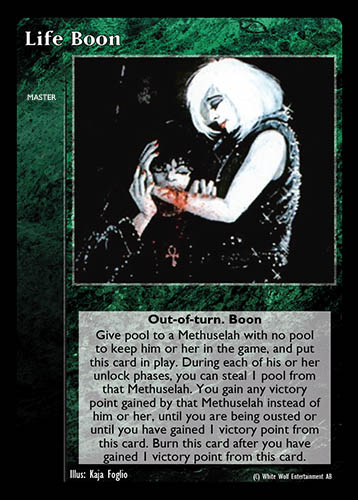 Life Boon
MASTER
Out-of-turn. Boon
Give pool to a Methuselah with no pool
to keep him or her in the game, and put
this card in play. During each of his or her
unlock phases, you can steal 1 pool from
that Methuselah. You gain any victory
point gained by that Methuselah instead of
him or her, until you are being ousted or
until you have gained 1 victory point from
this card. Burn this card after you have
gained 1 victory point from this card.
Illus: Kaja Foglio
(C) White Wolf Entertainment AB